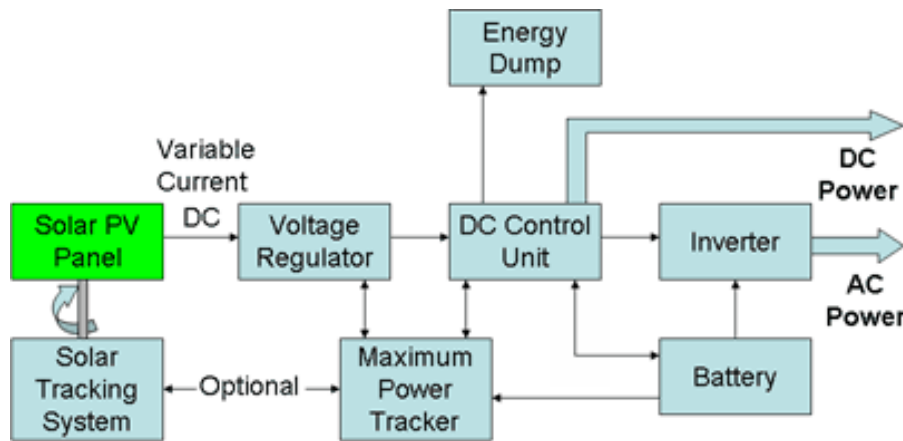 Energy
Dump
Variable
Current
DC
DC
Power
Solar PV
Panel
Voltage
Regulator
DC Control
Unit
Inverter
AC
Power
Solar
Tracking
System
Optional
Maximum
Power
Tracker
Battery